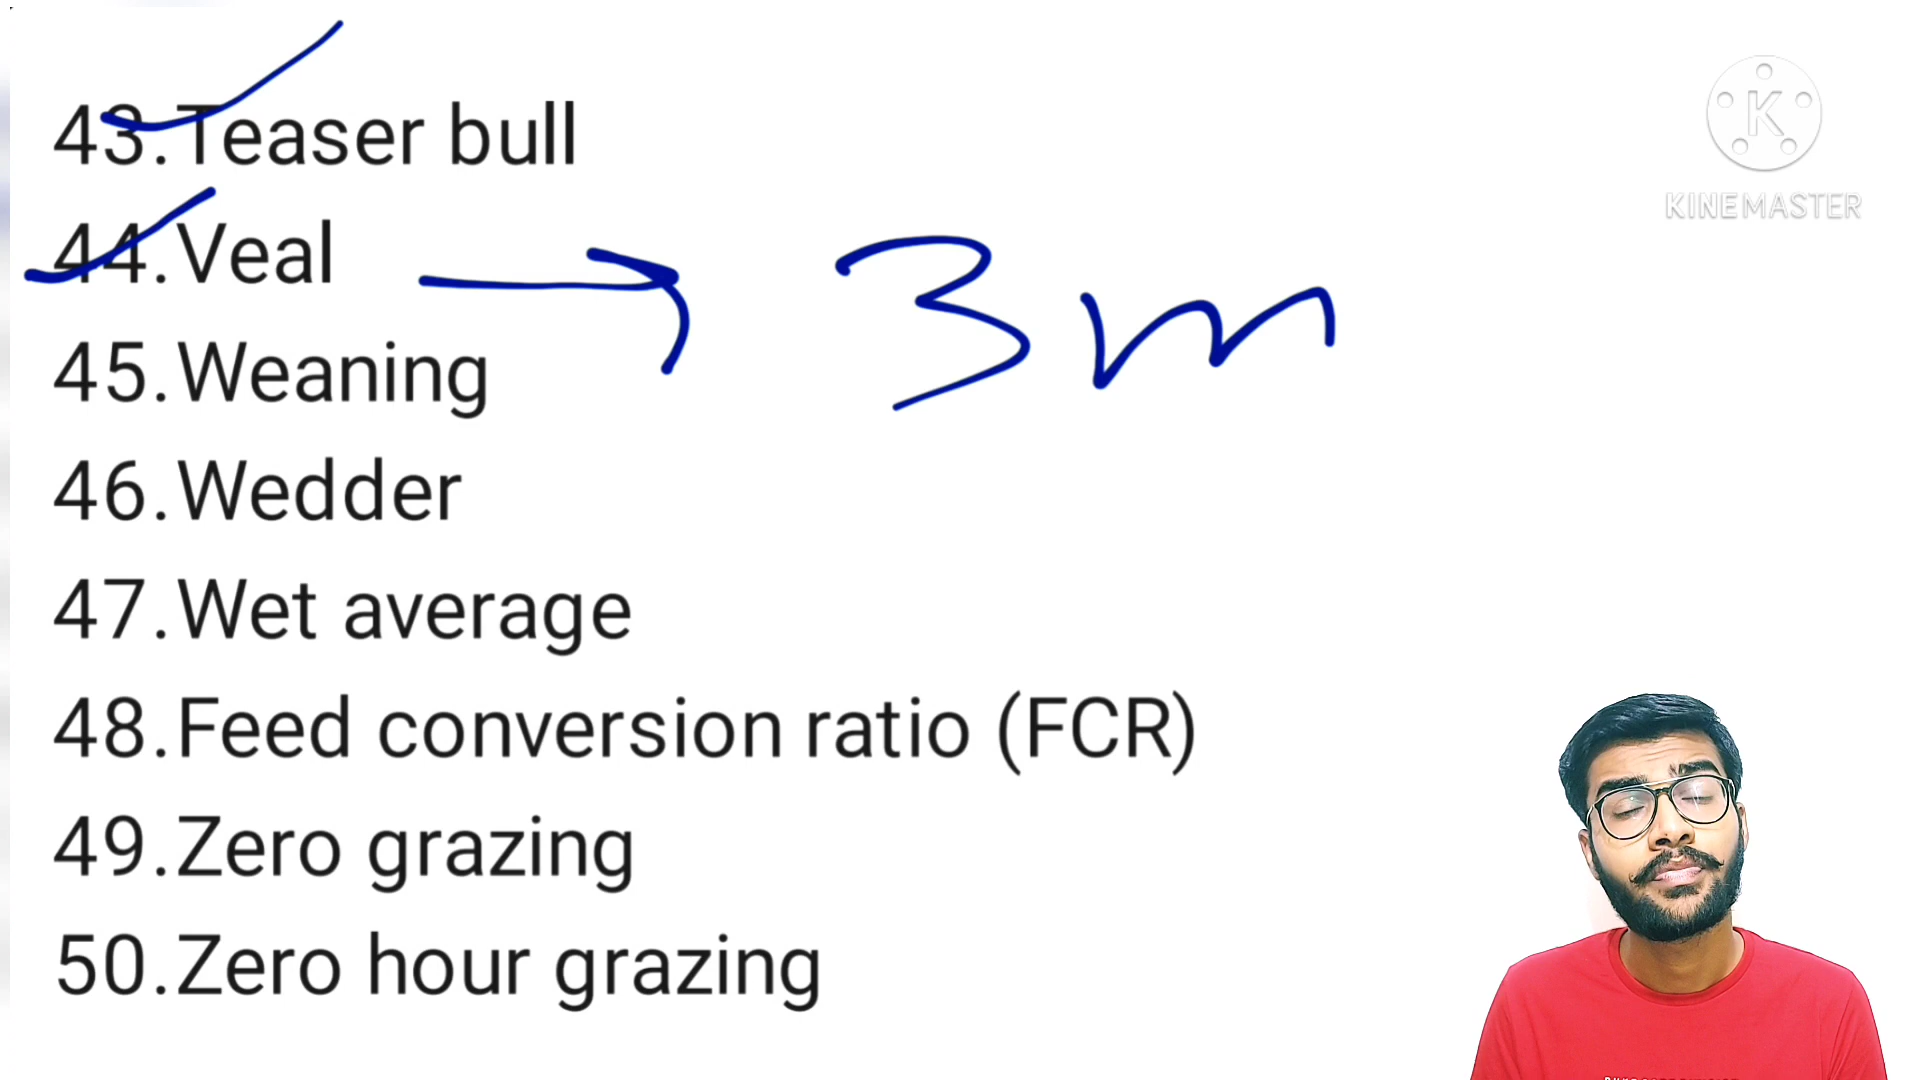 43.Teaser bull
44.Veal → 3m
45.Weaning
46.Wedder
47.Wet average
48.Feed conversion ratio (FCR)
49.Zero grazing
50.Zero hour grazing
K
KINEMASTER